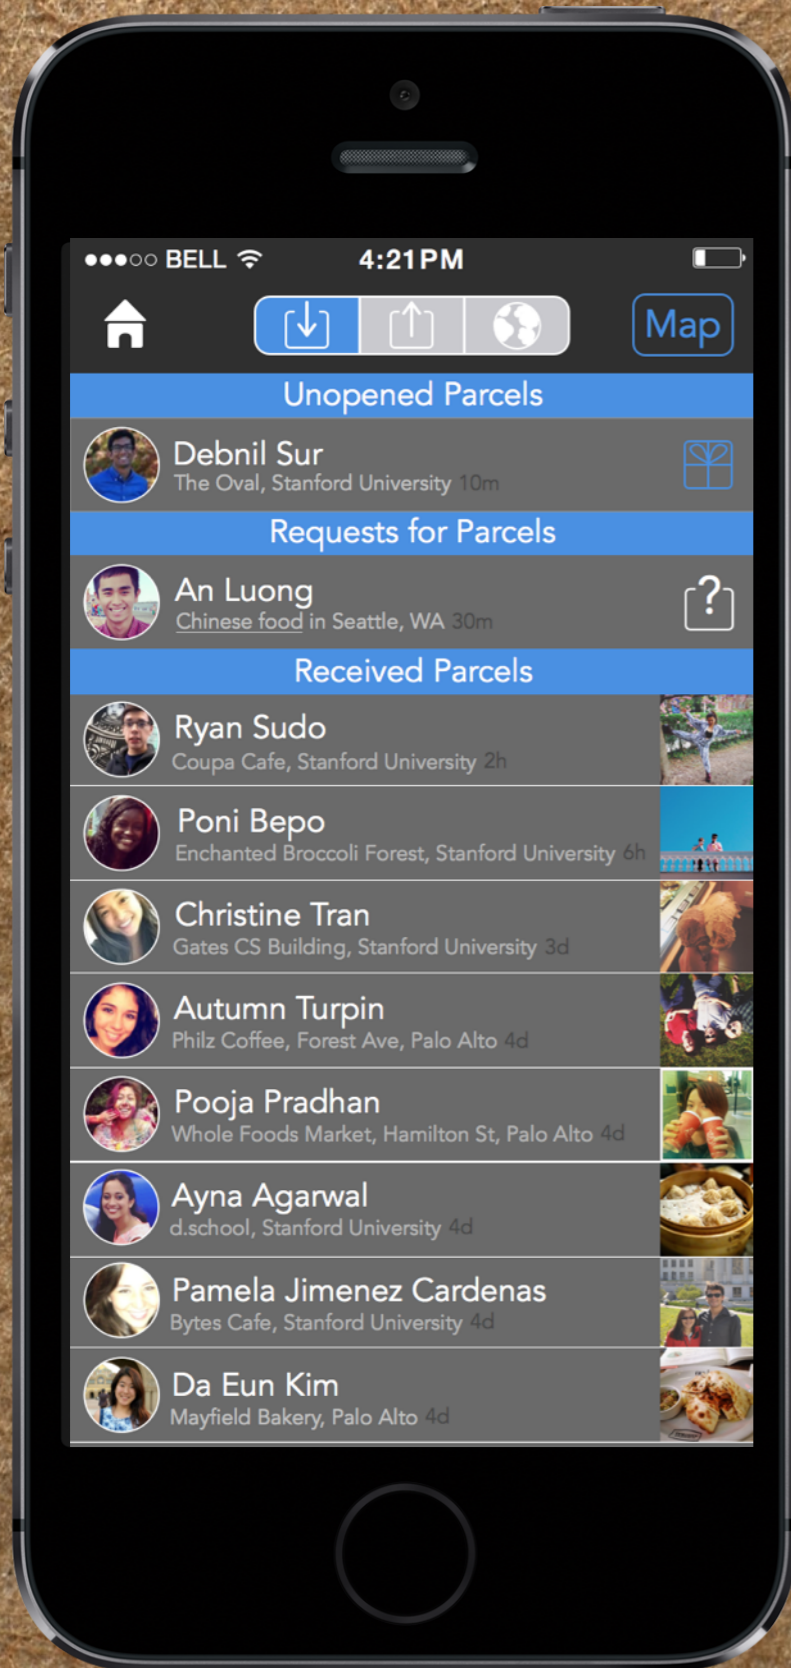 BELL 4:21PM
Map
Unopened Parcels
Debnil Sur
The Oval, Stanford University 10m
Requests for Parcels
An Luong
Chinese food in Seattle, WA 30m
?
Received Parcels
Ryan Sudo
Coupa Cafe, Stanford University 2h
Poni Bepo
Enchanted Broccoli Forest, Stanford University 6h
Christine Tran
Gates CS Building, Stanford University 3d
Autumn Turpin
Philz Coffee, Forest Ave, Palo Alto 4d
Pooja Pradhan
Whole Foods Market, Hamilton St, Palo Alto 4d
Ayna Agarwal
d.school, Stanford University 4d
Pamela Jimenez Cardenas
Bytes Cafe, Stanford University 4d
Da Eun Kim
Mayfield Bakery, Palo Alto 4d